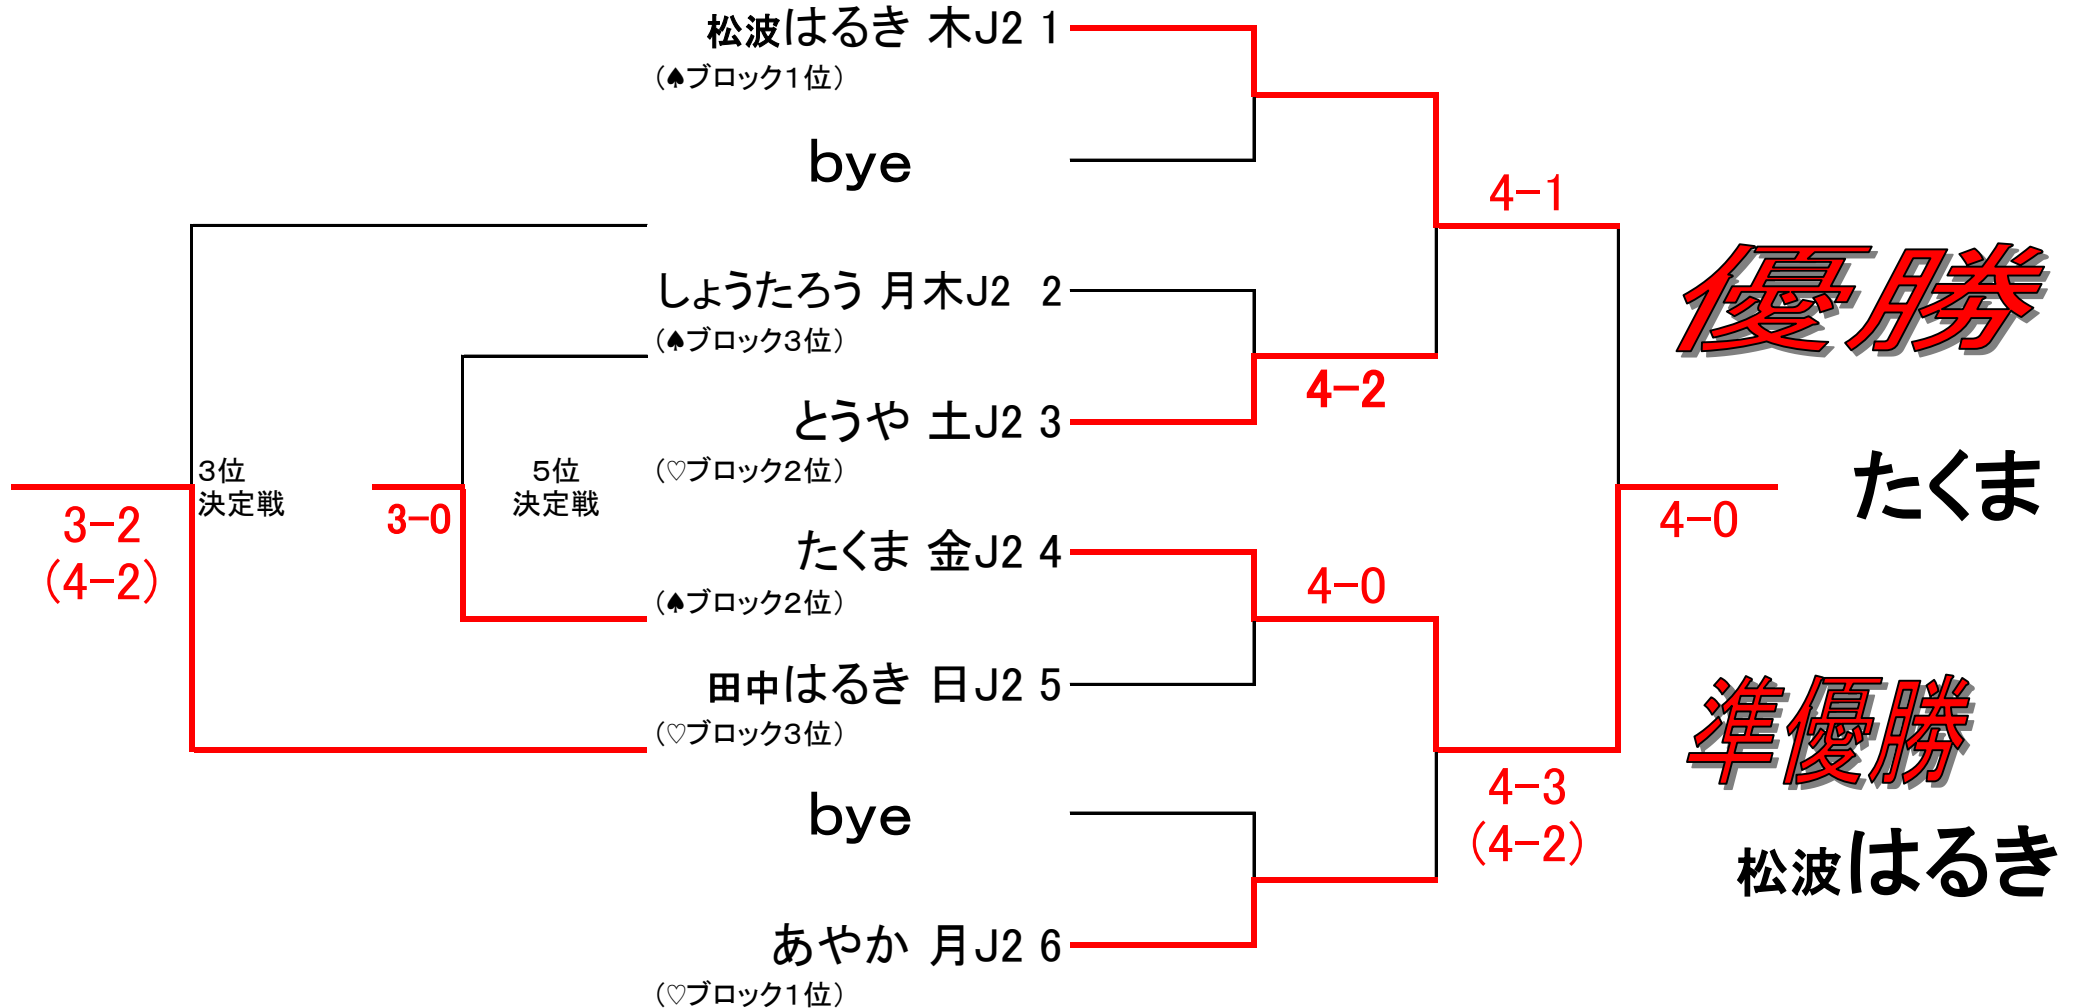 松波はるき 木J2 1
(♠ブロック1位)
bye
4-1
優勝
しょうたろう 月木J2 2
(♠ブロック3位)
4-2
とうや 土J2 3
(♡ブロック2位)
たくま
3位
決定戦
5位
決定戦
3-2
(4-2)
3-0
4-0
たくま 金J2 4
(♠ブロック2位)
4-0
田中はるき 日J2 5
(♡ブロック3位)
準優勝
4-3
(4-2)
bye
松波はるき
あやか 月J2 6
(♡ブロック1位)